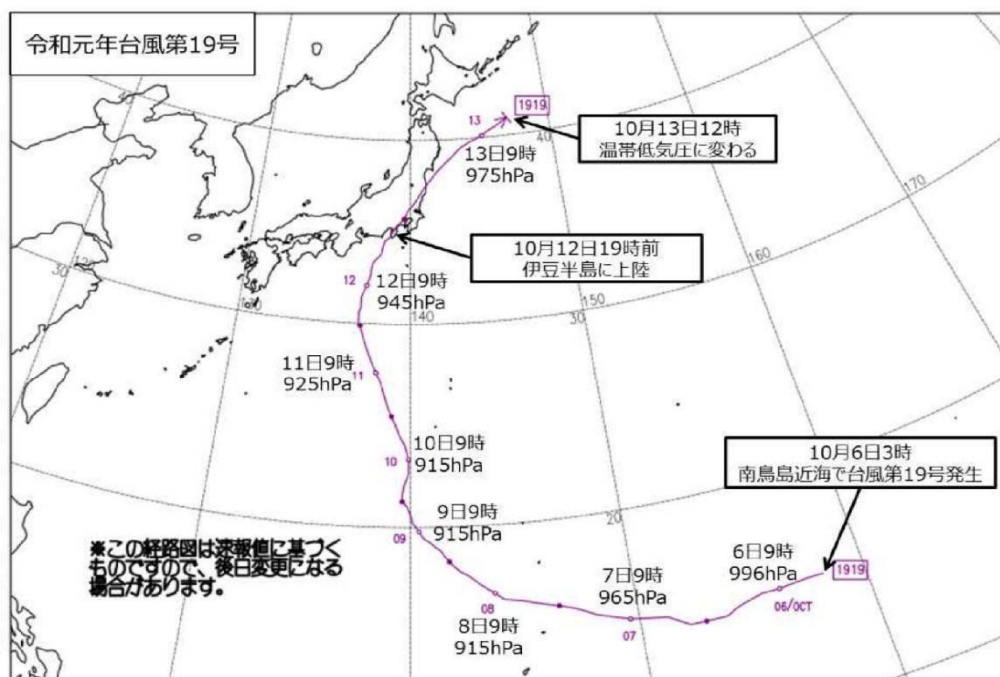 令和元年台風第19号
1919
13
40
10月13日12時
温帯低気圧に変わる
13日9時
975hPa
170
10月12日19時前
伊豆半島に上陸
160
30
12
12日9時
945hPa
140
150
30
11日9時
925hPa
11
10日9時
915hPa
10
10月6日3時
南鳥島近海で台風第19号発生
9日9時
915hPa
09
20
※この経路図は速報値に基づく
ものですので、後日変更になる
場合があります。
6日9時
996hPa
1919
7日9時
965hPa
06/OCT
08
07
8日9時
915hPa